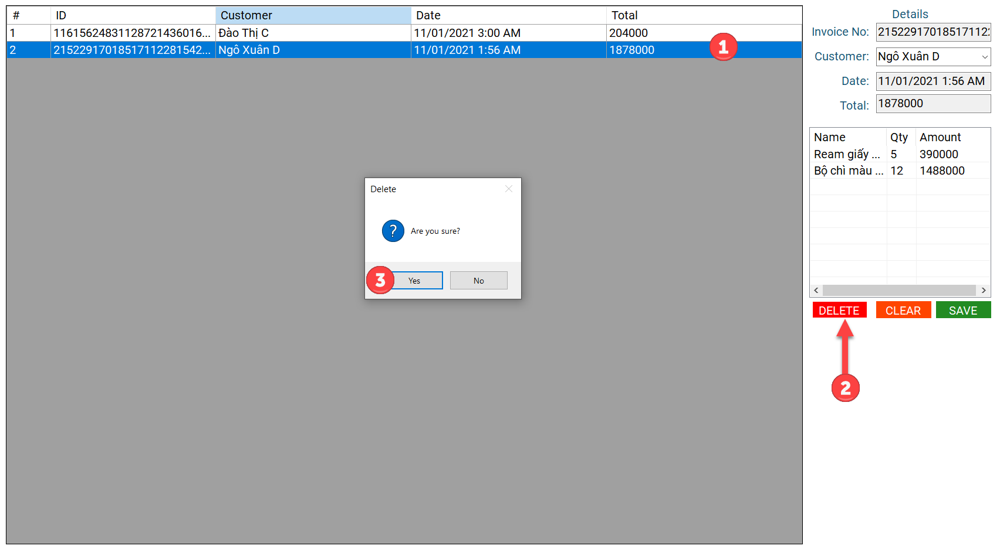 # ID Customer Date Total
1 11615624831128721436016... Đào Thị C 11/01/2021 3:00 AM 204000
2 21522917018517112281542... Ngô Xuân D 11/01/2021 1:56 AM 1878000
1
Details
Invoice No: 215229170185171122
Customer: Ngô Xuân D
Date: 11/01/2021 1:56 AM
Total: 1878000
Name Qty Amount
Ream giấy ... 5 390000
Bộ chì màu ... 12 1488000
DELETE CLEAR SAVE
2
Delete
? Are you sure?
3 Yes No